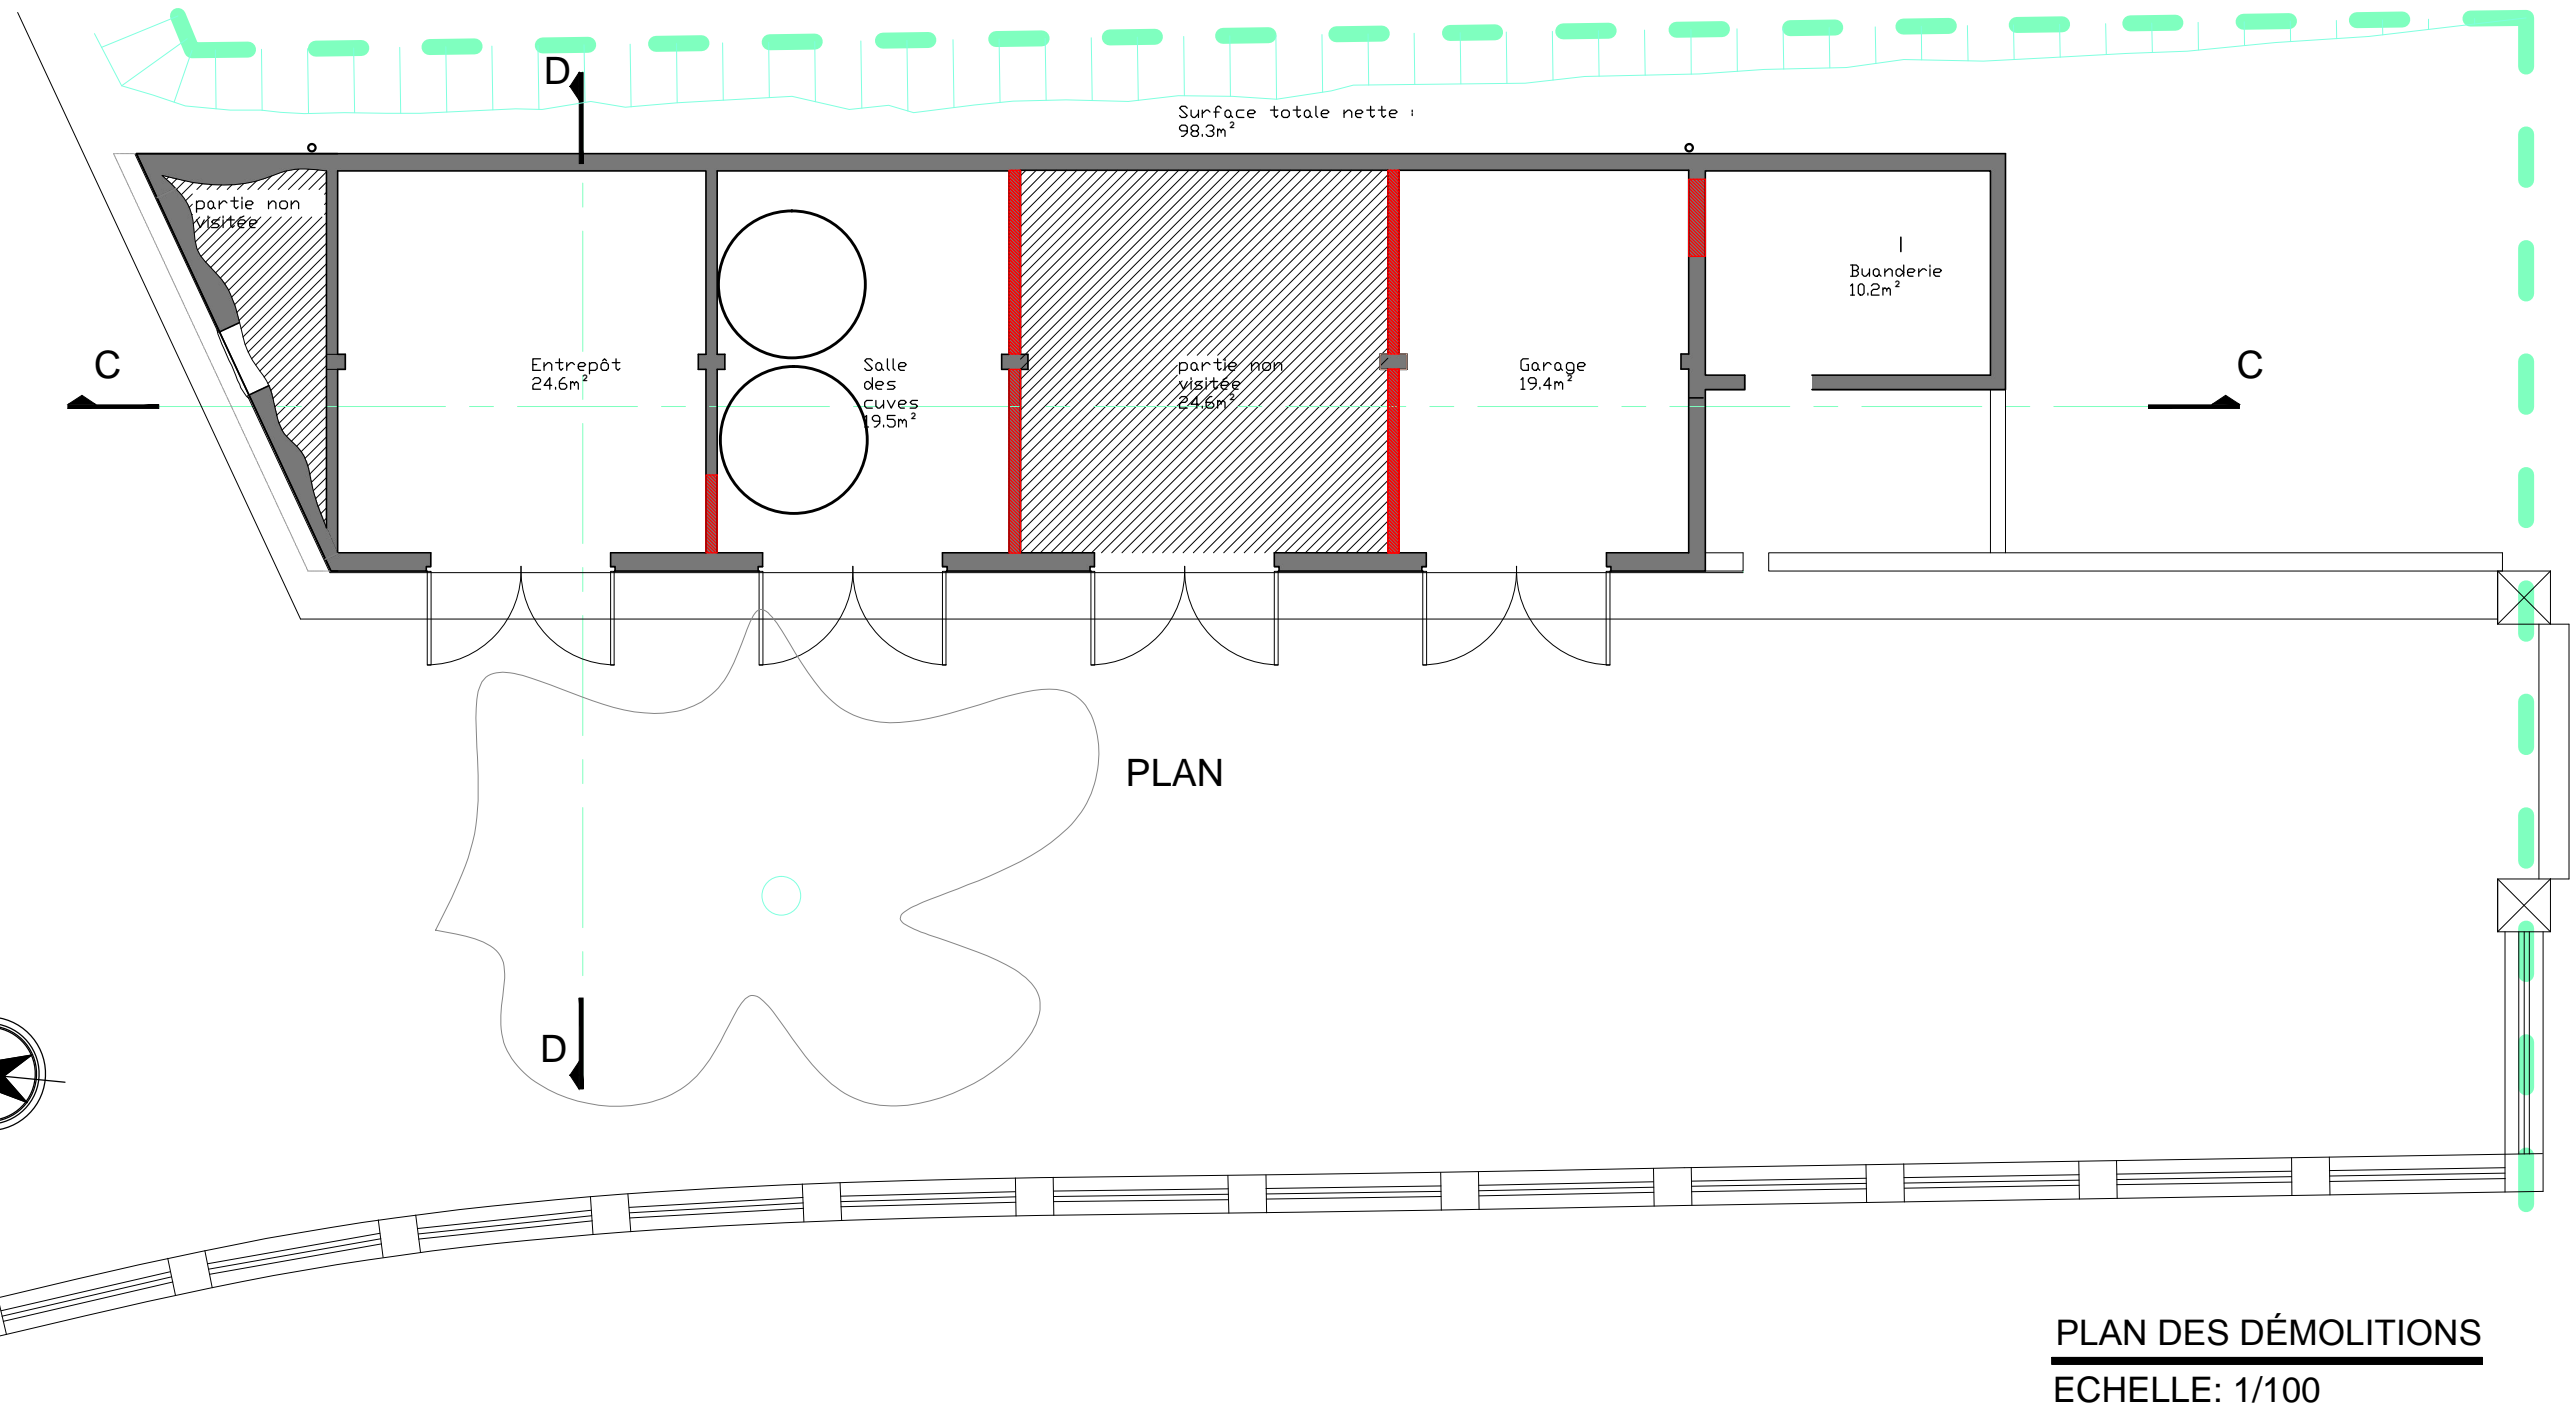 D
Surface totale nette :
98.3m²
partie non
visitée
C
Entrepôt
24.6m²
Salle
des
cuves
19.5m²
partie non
visitée
24.6m²
Garage
19.4m²
Buanderie
10.2m²
C
PLAN
D
PLAN DES DÉMOLITIONS
ECHELLE: 1/100